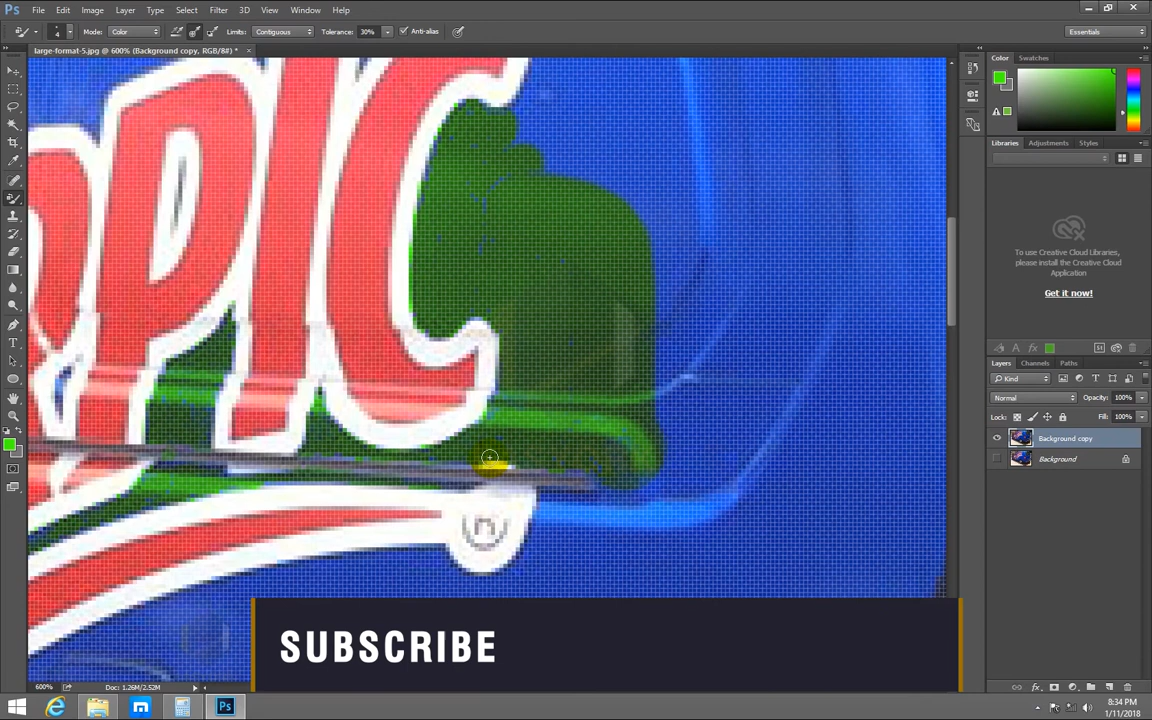 Ps File Edit Image Layer Type Select Filter 3D View Window Help
4 Mode: Color Limits: Contiguous Tolerance: 30% Anti-alias Essentials
large-format-5.jpg @ 600% (Background copy, RGB/8#) *
Color Swatches
Libraries Adjustments Styles
To use Creative Cloud Libraries,
please install the Creative Cloud
Application
Get it now!
PIC
Layers Channels Paths
Kind
Normal Opacity: 100%
Lock: Fill: 100%
Background copy
Background
SUBSCRIBE
600% Doc: 1.26M/2.52M
8:34 PM
1/11/2018